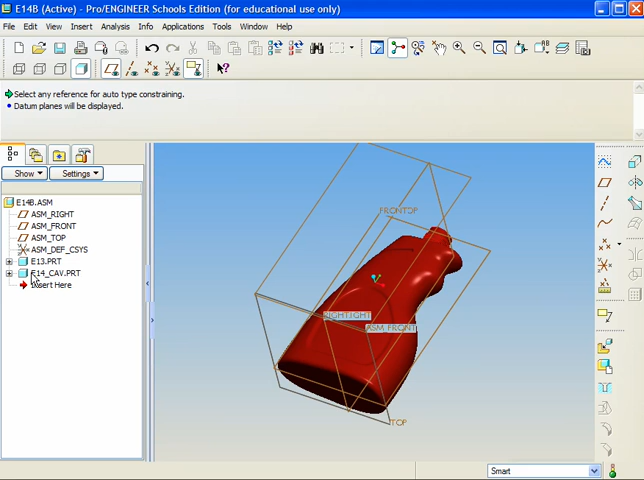 E14B (Active) - Pro/ENGINEER Schools Edition (for educational use only)
File Edit View Insert Analysis Info Applications Tools Window Help
Select any reference for auto type constraining.
Datum planes will be displayed.
Show Settings
E14B.ASM
ASM_RIGHT
ASM_FRONT
ASM_TOP
ASM_DEF_CSYS
E13.PRT
E14_CAV.PRT
Insert Here
FRONTTOP
RIGHTRIGHT
ASM_FRONT
TOP
Smart